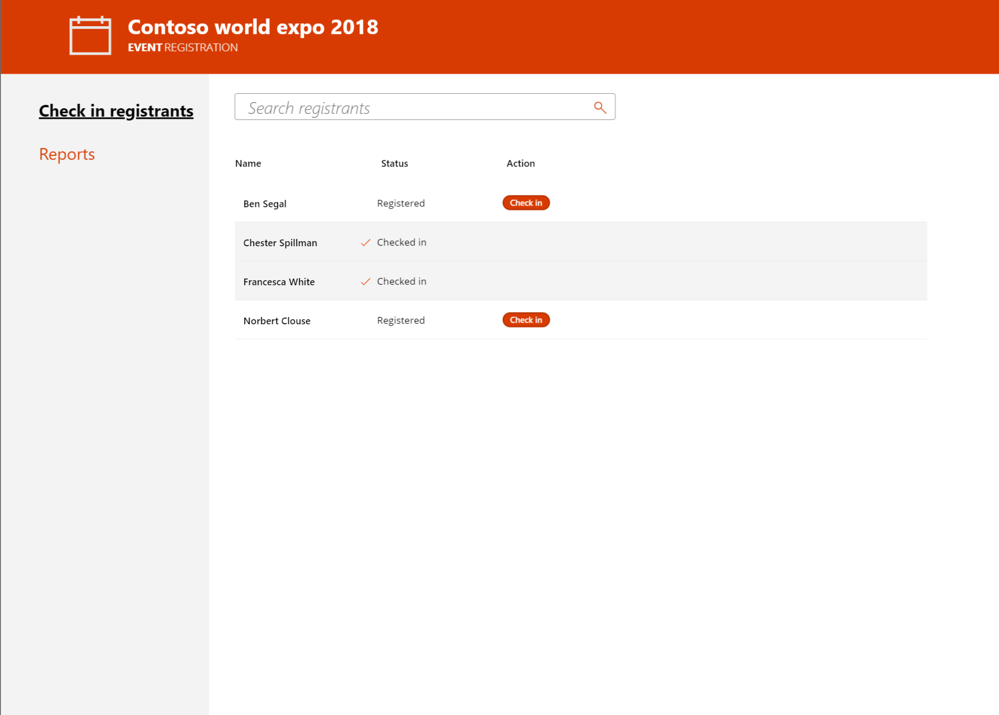 Contoso world expo 2018
EVENT REGISTRATION
Check in registrants
Reports
Search registrants
Name Status Action
Ben Segal Registered Check in
Chester Spillman Checked in
Francesca White Checked in
Norbert Clouse Registered Check in